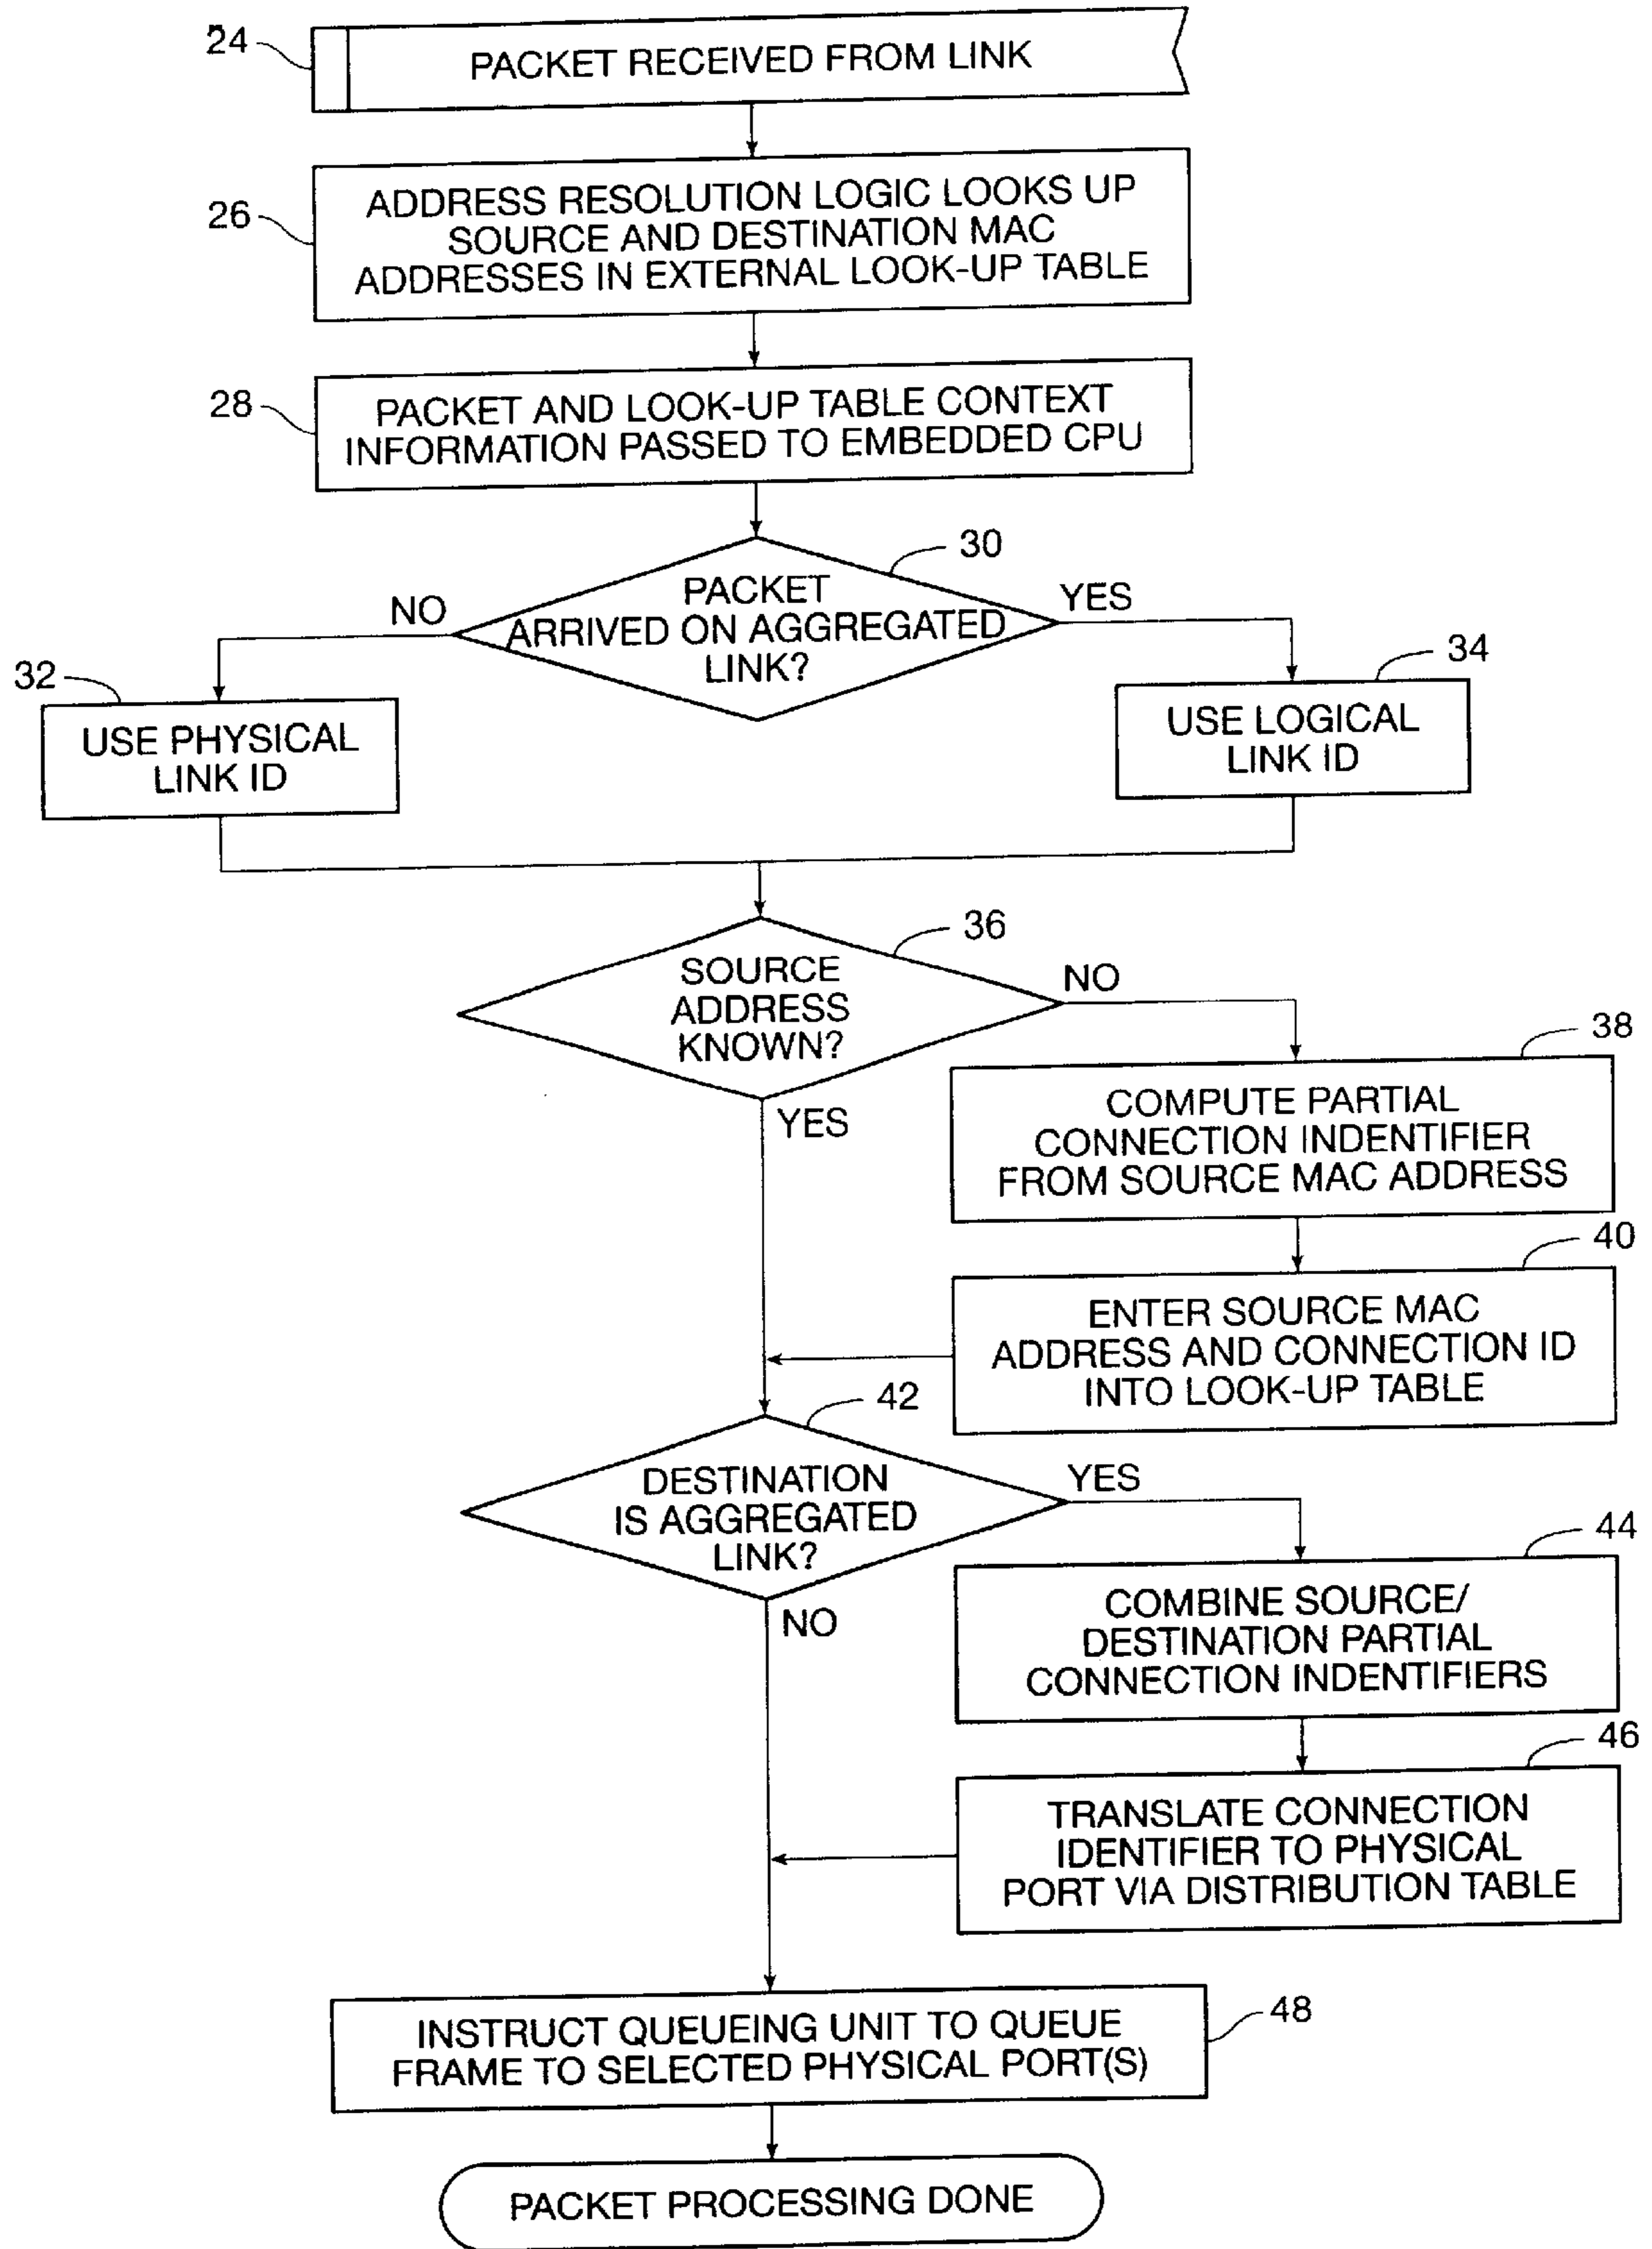 24
PACKET RECEIVED FROM LINK
26
ADDRESS RESOLUTION LOGIC LOOKS UP
SOURCE AND DESTINATION MAC
ADDRESSES IN EXTERNAL LOOK-UP TABLE
28
PACKET AND LOOK-UP TABLE CONTEXT
INFORMATION PASSED TO EMBEDDED CPU
30
PACKET
ARRIVED ON AGGREGATED
LINK?
NO
YES
32
USE PHYSICAL
LINK ID
34
USE LOGICAL
LINK ID
36
SOURCE
ADDRESS
KNOWN?
NO
YES
38
COMPUTE PARTIAL
CONNECTION INDENTIFIER
FROM SOURCE MAC ADDRESS
40
ENTER SOURCE MAC
ADDRESS AND CONNECTION ID
INTO LOOK-UP TABLE
42
DESTINATION
IS AGGREGATED
LINK?
YES
NO
44
COMBINE SOURCE/
DESTINATION PARTIAL
CONNECTION INDENTIFIERS
46
TRANSLATE CONNECTION
IDENTIFIER TO PHYSICAL
PORT VIA DISTRIBUTION TABLE
48
INSTRUCT QUEUEING UNIT TO QUEUE
FRAME TO SELECTED PHYSICAL PORT(S)
PACKET PROCESSING DONE